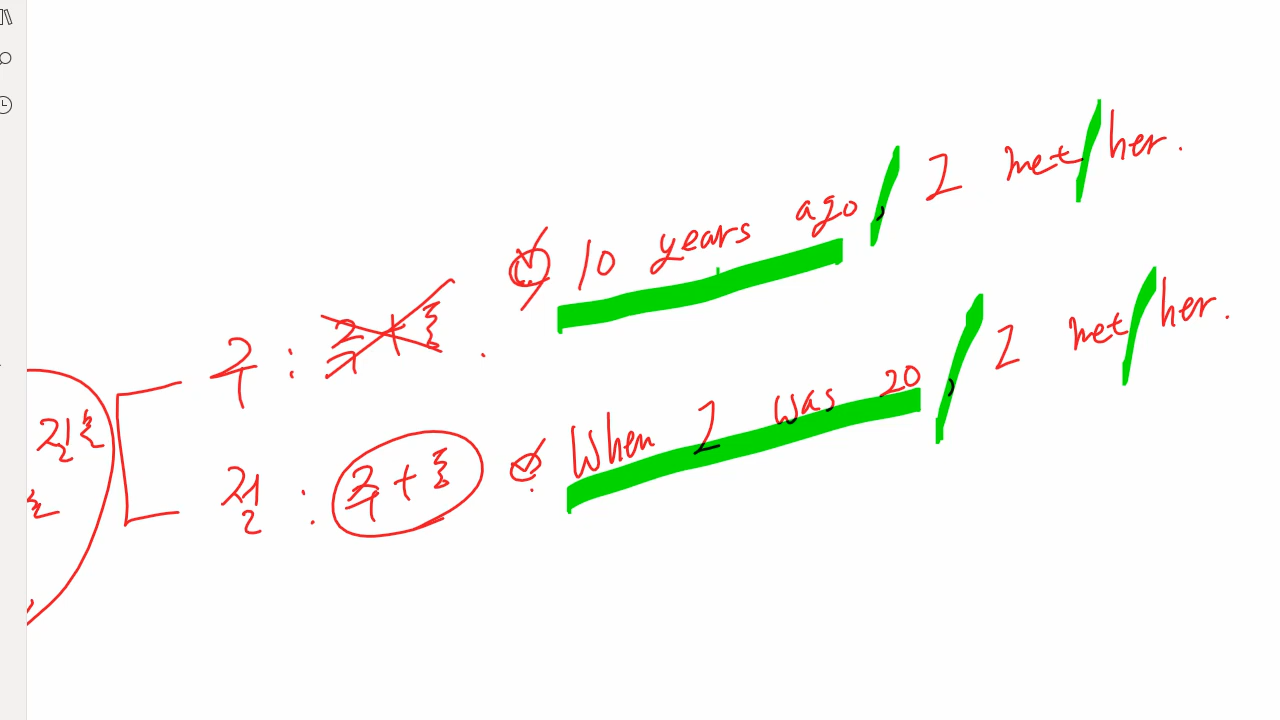 10 years ago, I met her.
구 : 주+동.
When I was 20, I met her.
절 : 주+동